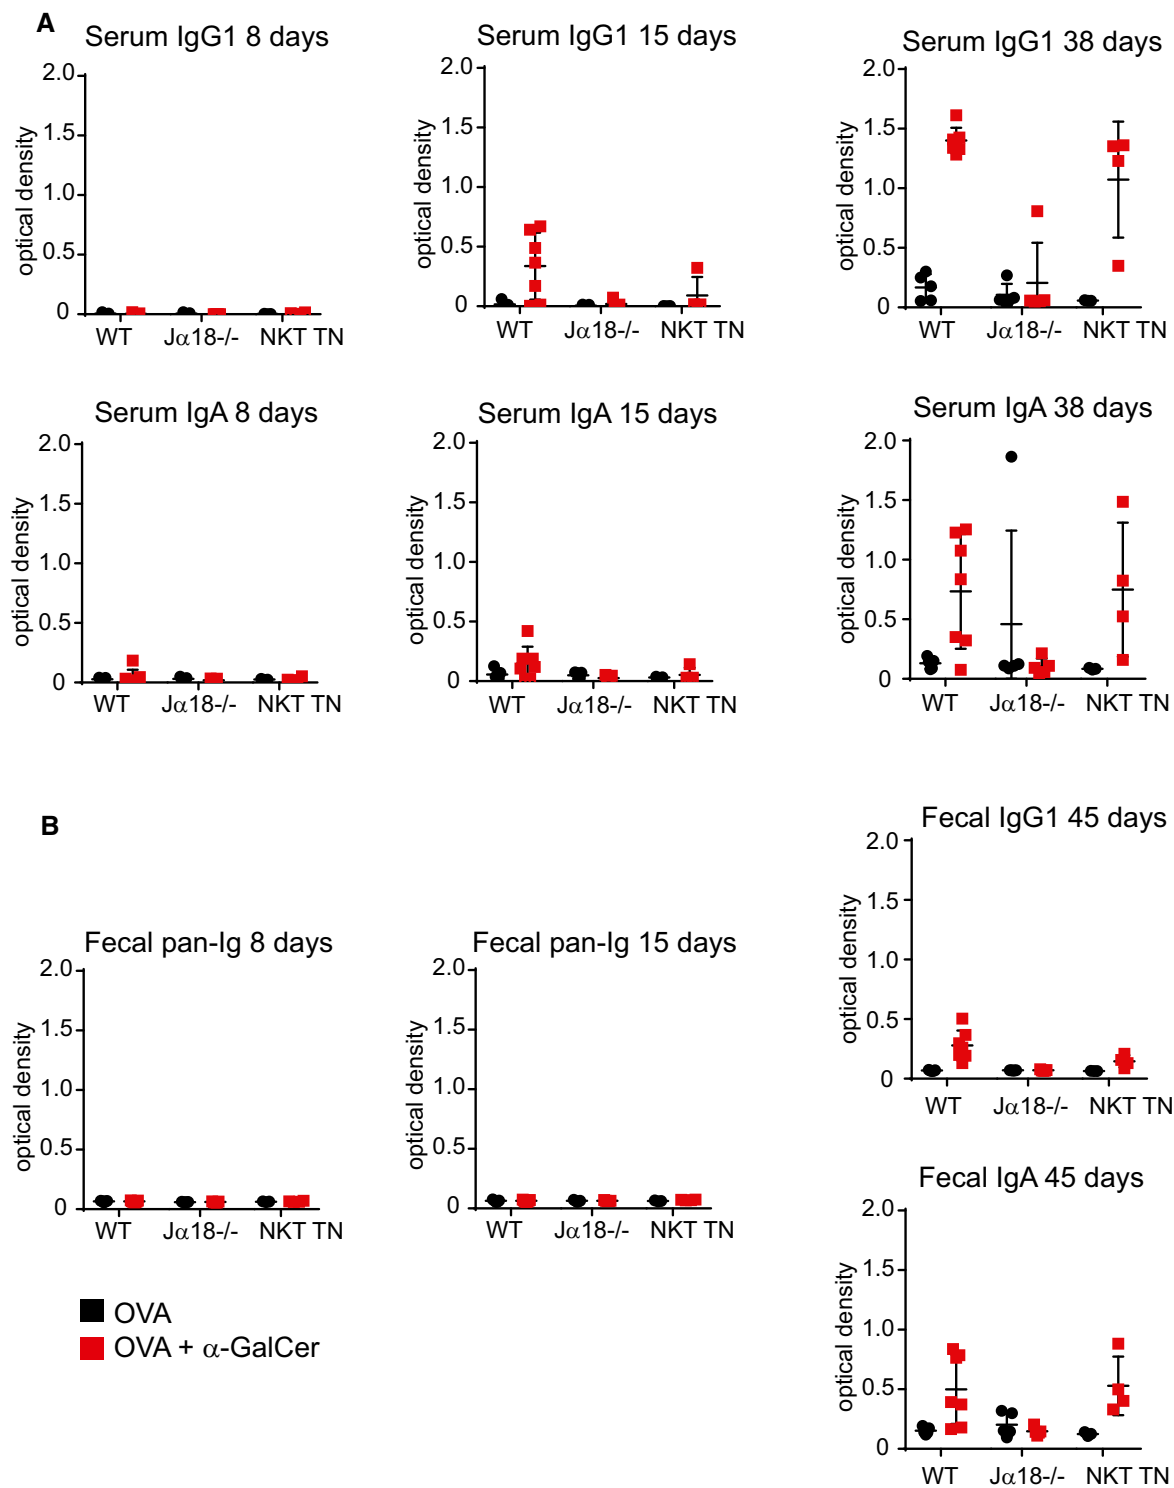 A
Serum IgG1 8 days
2.0
1.5
1.0
0.5
0
optical density
WT Jα18-/- NKT TN
Serum IgG1 15 days
2.0
1.5
1.0
0.5
0
optical density
WT Jα18-/- NKT TN
Serum IgG1 38 days
2.0
1.5
1.0
0.5
0
optical density
WT Jα18-/- NKT TN
Serum IgA 8 days
2.0
1.5
1.0
0.5
0
optical density
WT Jα18-/- NKT TN
Serum IgA 15 days
2.0
1.5
1.0
0.5
0
optical density
WT Jα18-/- NKT TN
Serum IgA 38 days
2.0
1.5
1.0
0.5
0
optical density
WT Jα18-/- NKT TN
B
Fecal pan-Ig 8 days
2.0
1.5
1.0
0.5
0
optical density
WT Jα18-/- NKT TN
Fecal pan-Ig 15 days
2.0
1.5
1.0
0.5
0
optical density
WT Jα18-/- NKT TN
Fecal IgG1 45 days
2.0
1.5
1.0
0.5
0
optical density
WT Jα18-/- NKT TN
Fecal IgA 45 days
2.0
1.5
1.0
0.5
0
optical density
WT Jα18-/- NKT TN
OVA
OVA + α-GalCer